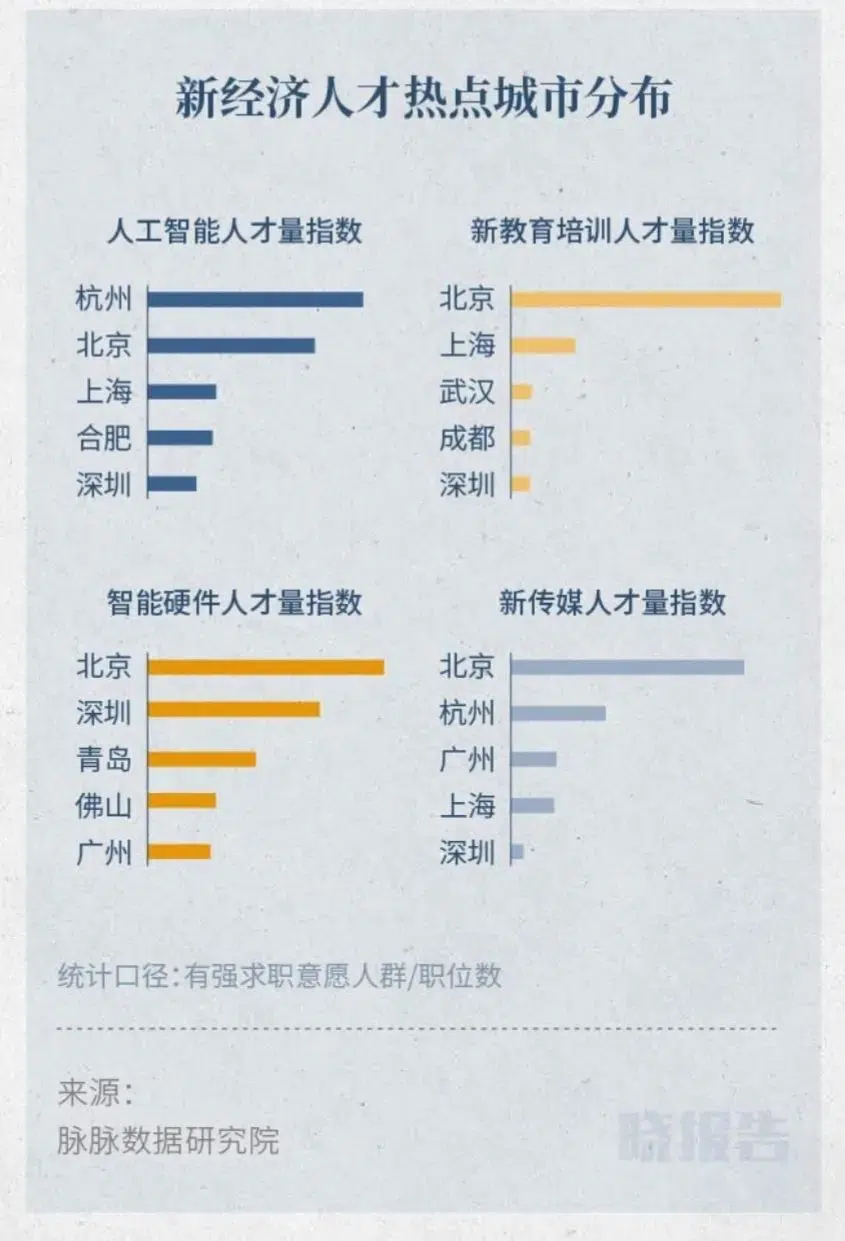 新经济人才热点城市分布
人工智能人才量指数
杭州
北京
上海
合肥
深圳
新教育培训人才量指数
北京
上海
武汉
成都
深圳
智能硬件人才量指数
北京
深圳
青岛
佛山
广州
新传媒人才量指数
北京
杭州
广州
上海
深圳
统计口径:有强求职意愿人群/职位数
来源:
脉脉数据研究院
晓报告